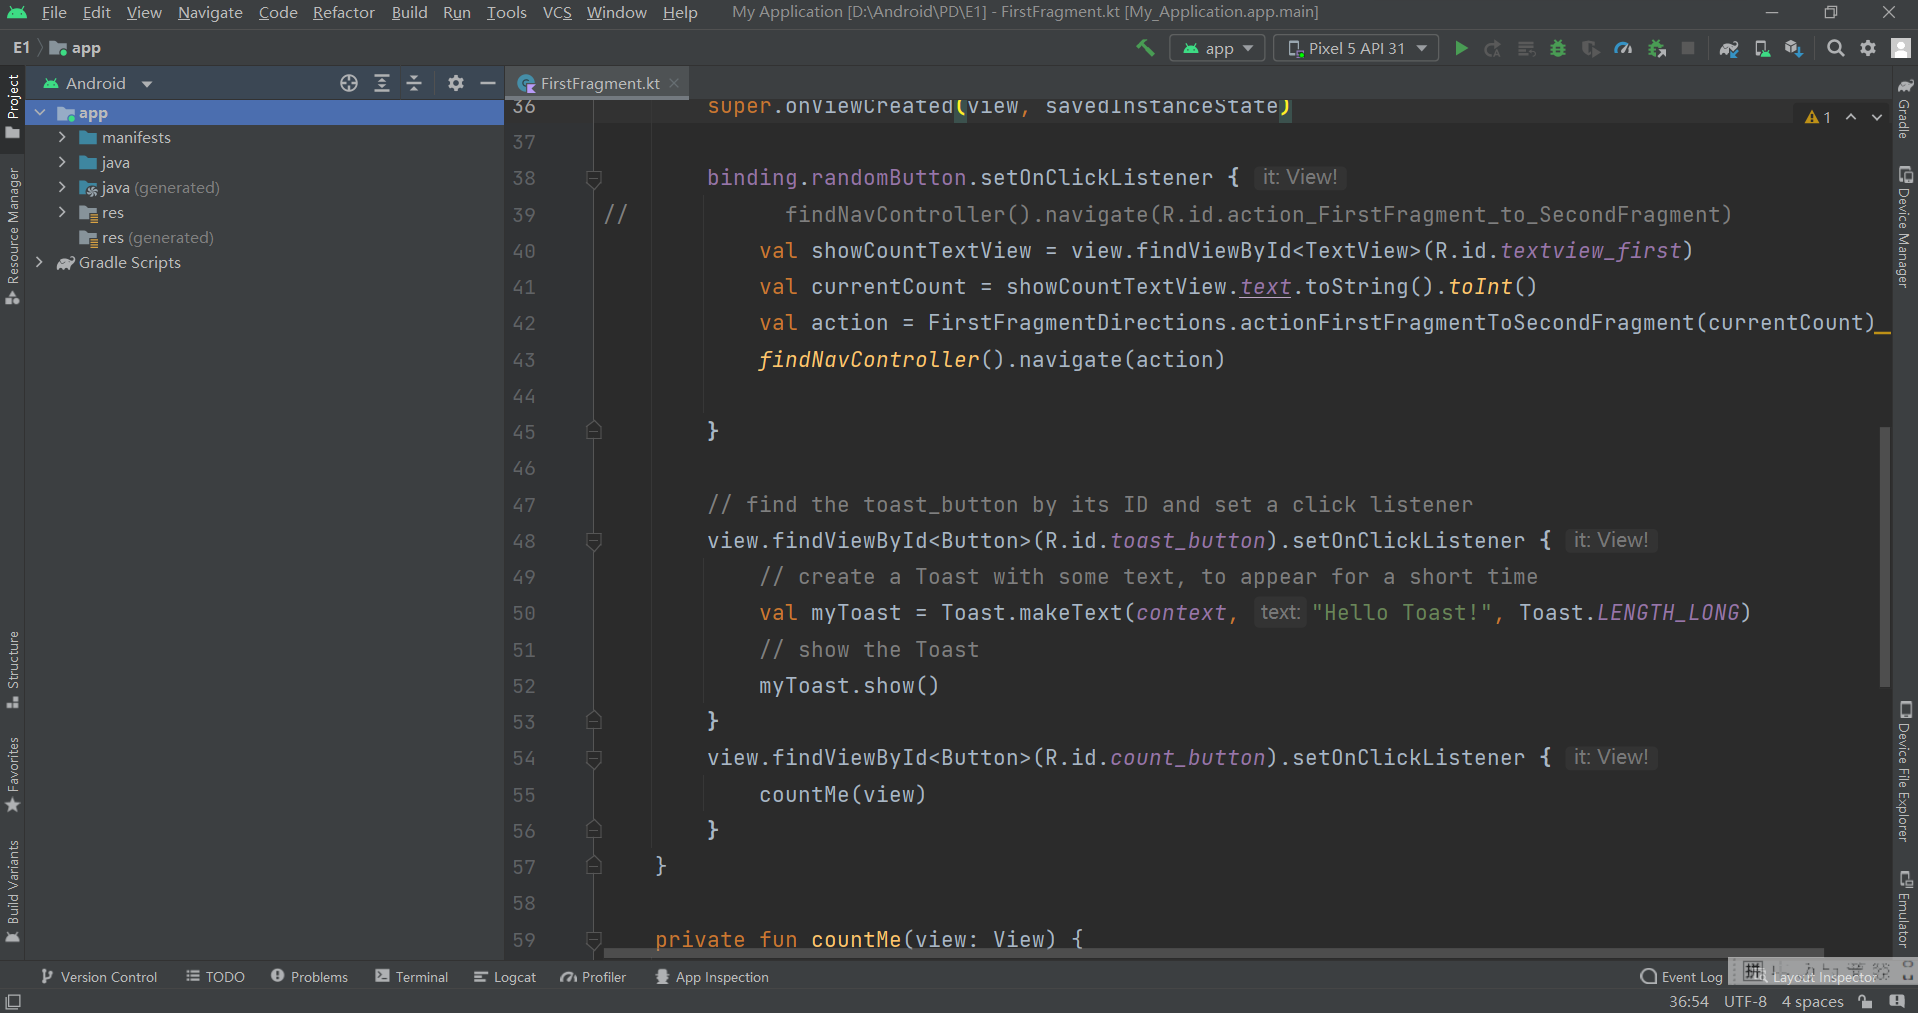 File Edit View Navigate Code Refactor Build Run Tools VCS Window Help My Application [D:\Android\PD\E1] - FirstFragment.kt [My_Application.app.main]
E1 app app Pixel 5 API 31
Project
Resource Manager
Structure
Favorites
Build Variants
Android
app
manifests
java
java (generated)
res
res (generated)
Gradle Scripts
FirstFragment.kt
1
36 super.onViewCreated(view, savedInstanceState)
37
38 binding.randomButton.setOnClickListener { it: View!
39 // findNavController().navigate(R.id.action_FirstFragment_to_SecondFragment)
40 val showCountTextView = view.findViewById<TextView>(R.id.textview_first)
41 val currentCount = showCountTextView.text.toString().toInt()
42 val action = FirstFragmentDirections.actionFirstFragmentToSecondFragment(currentCount)
43 findNavController().navigate(action)
44
45 }
46
47 // find the toast_button by its ID and set a click listener
48 view.findViewById<Button>(R.id.toast_button).setOnClickListener { it: View!
49 // create a Toast with some text, to appear for a short time
50 val myToast = Toast.makeText(context, text: "Hello Toast!", Toast.LENGTH_LONG)
51 // show the Toast
52 myToast.show()
53 }
54 view.findViewById<Button>(R.id.count_button).setOnClickListener { it: View!
55 countMe(view)
56 }
57 }
58
59 private fun countMe(view: View) {
Gradle
Device Manager
Device File Explorer
Emulator
Version Control TODO Problems Terminal Logcat Profiler App Inspection Event Log Layout Inspector
36:54 UTF-8 4 spaces